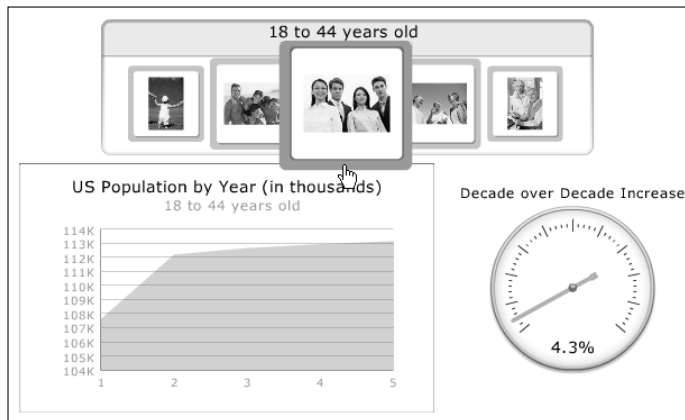 18 to 44 years old
US Population by Year (in thousands)
18 to 44 years old
114K
113K
112K
111K
110K
109K
108K
107K
106K
105K
104K
1
2
3
4
5
Decade over Decade Increase
4.3%